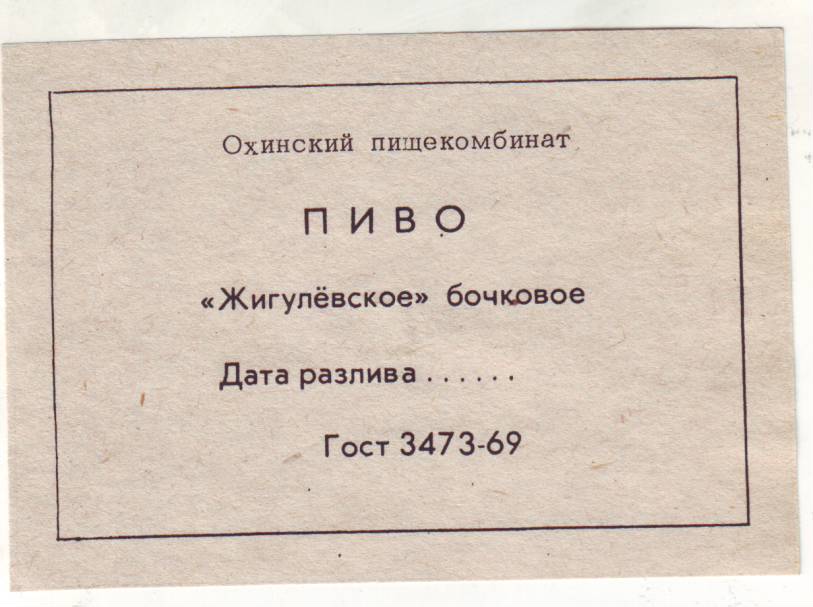 Охинский пищекомбинат
ПИВО
«Жигулёвское» бочковое
Дата разлива ......
Гост 3473-69